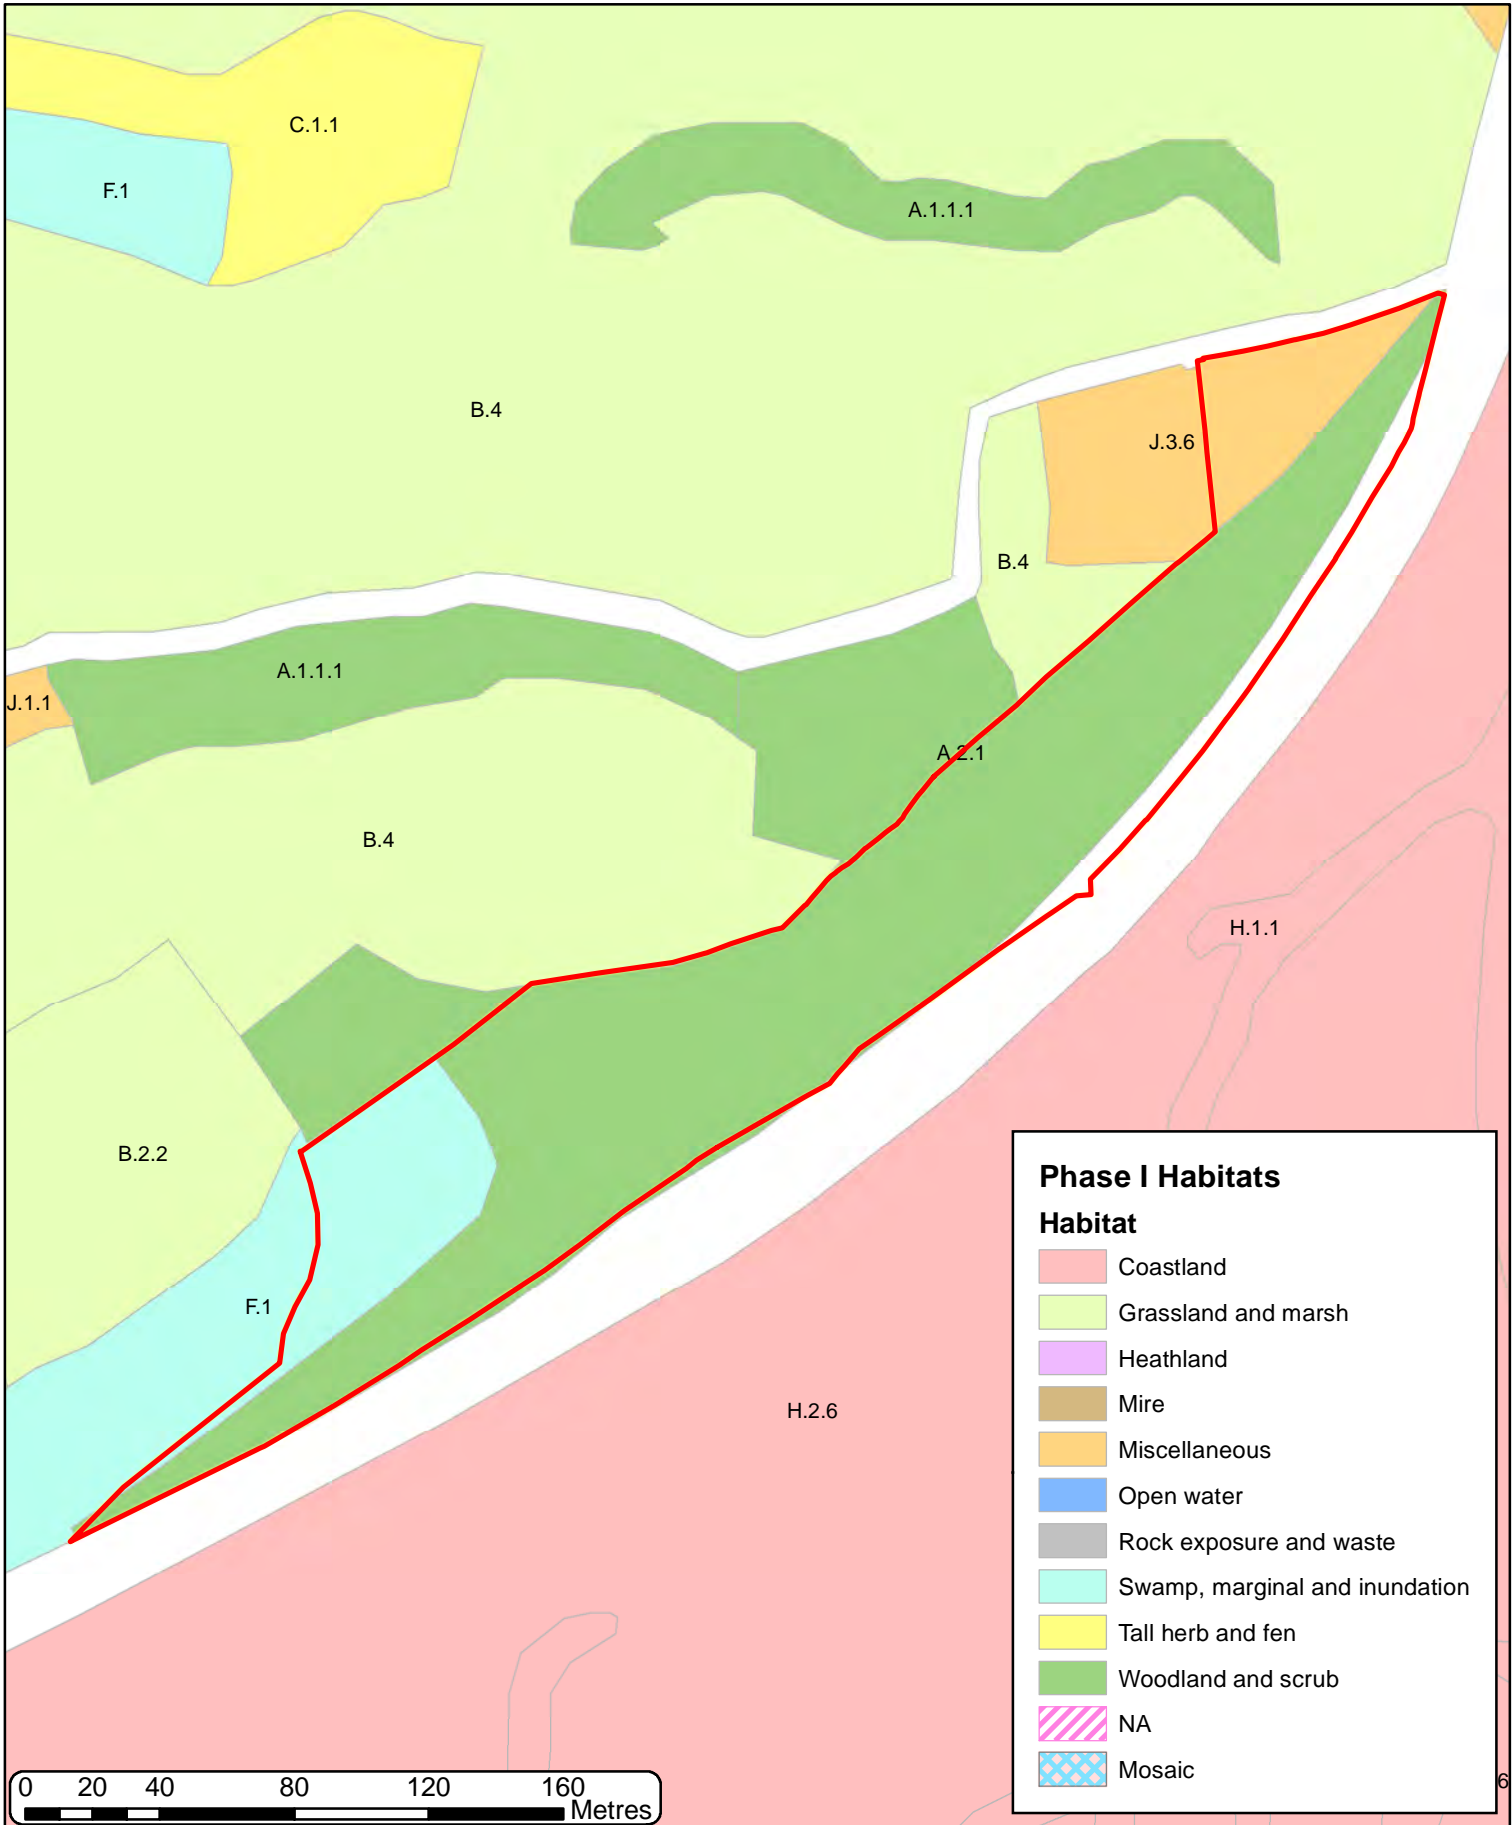 C.1.1
F.1
A.1.1.1
B.4
J.3.6
B.4
A.1.1.1
J.1.1
A.2.1
B.4
H.1.1
B.2.2
F.1
H.2.6
Phase I Habitats
Habitat
Coastland
Grassland and marsh
Heathland
Mire
Miscellaneous
Open water
Rock exposure and waste
Swamp, marginal and inundation
Tall herb and fen
Woodland and scrub
NA
Mosaic
6
0 20 40 80 120 160
Metres